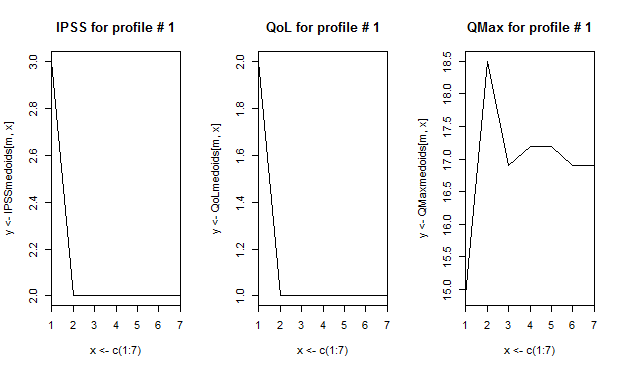 IPSS for profile # 1
y <- IPSSmedoids[m, x]
3.0
2.8
2.6
2.4
2.2
2.0
1 2 3 4 5 6 7
x <- c(1:7)
QoL for profile # 1
y <- QoLmedoids[m, x]
2.0
1.8
1.6
1.4
1.2
1.0
1 2 3 4 5 6 7
x <- c(1:7)
QMax for profile # 1
y <- QMaxmedoids[m, x]
18.5
18.0
17.5
17.0
16.5
16.0
15.5
15.0
1 2 3 4 5 6 7
x <- c(1:7)